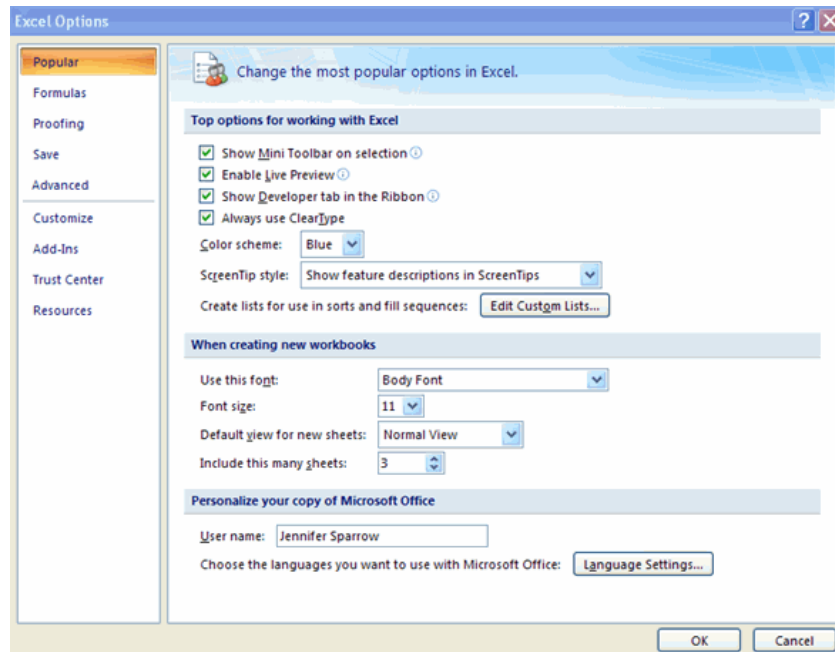 Excel Options
Popular
Formulas
Proofing
Save
Advanced
Customize
Add-Ins
Trust Center
Resources
Change the most popular options in Excel.
Top options for working with Excel
Show Mini Toolbar on selection
Enable Live Preview
Show Developer tab in the Ribbon
Always use ClearType
Color scheme: Blue
ScreenTip style: Show feature descriptions in ScreenTips
Create lists for use in sorts and fill sequences: Edit Custom Lists...
When creating new workbooks
Use this font: Body Font
Font size: 11
Default view for new sheets: Normal View
Include this many sheets: 3
Personalize your copy of Microsoft Office
User name: Jennifer Sparrow
Choose the languages you want to use with Microsoft Office: Language Settings...
OK Cancel